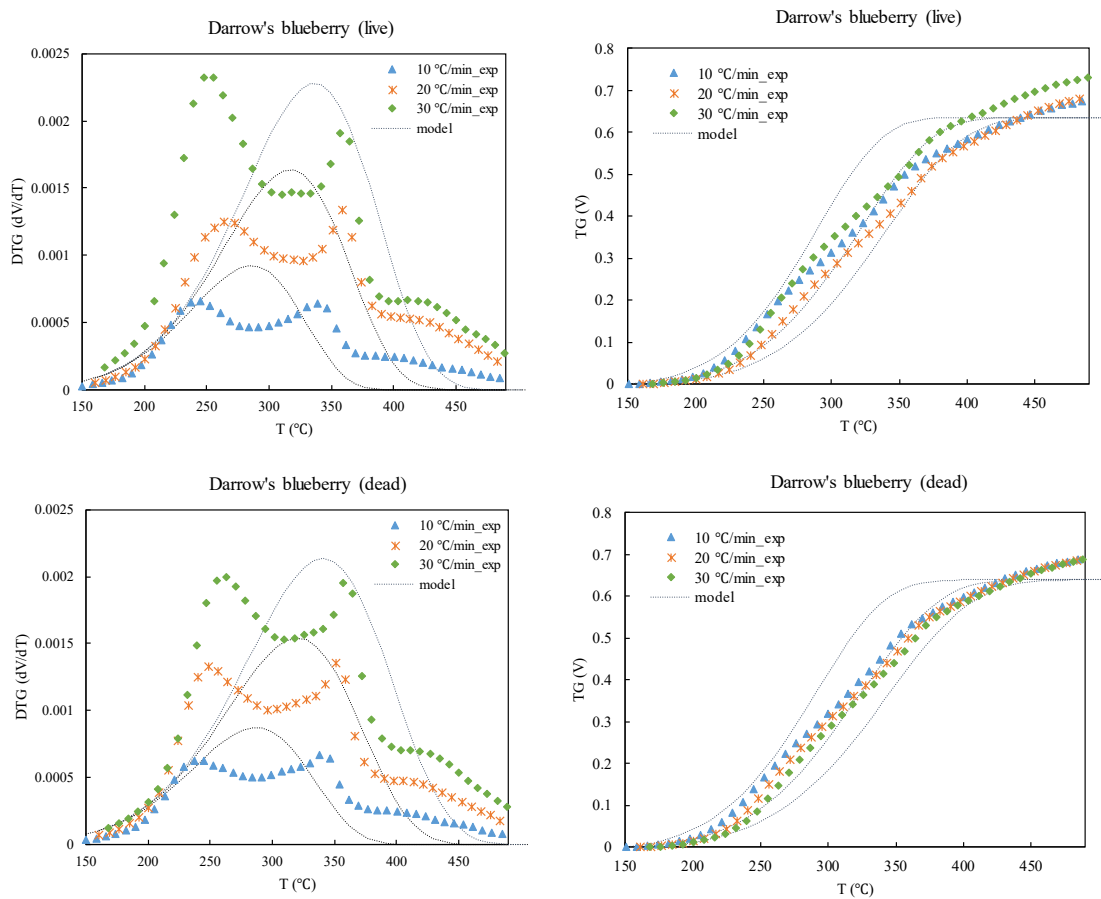 Darrow's blueberry (live)
DTG (dV/dT)
0.0025
0.002
0.0015
0.001
0.0005
0
150 200 250 300 350 400 450
T (℃)
10 ℃/min_exp
20 ℃/min_exp
30 ℃/min_exp
model
Darrow's blueberry (live)
TG (V)
0.8
0.7
0.6
0.5
0.4
0.3
0.2
0.1
0
150 200 250 300 350 400 450
T (℃)
10 ℃/min_exp
20 ℃/min_exp
30 ℃/min_exp
model
Darrow's blueberry (dead)
DTG (dV/dT)
0.0025
0.002
0.0015
0.001
0.0005
0
150 200 250 300 350 400 450
T (℃)
10 ℃/min_exp
20 ℃/min_exp
30 ℃/min_exp
model
Darrow's blueberry (dead)
TG (V)
0.8
0.7
0.6
0.5
0.4
0.3
0.2
0.1
0
150 200 250 300 350 400 450
T (℃)
10 ℃/min_exp
20 ℃/min_exp
30 ℃/min_exp
model